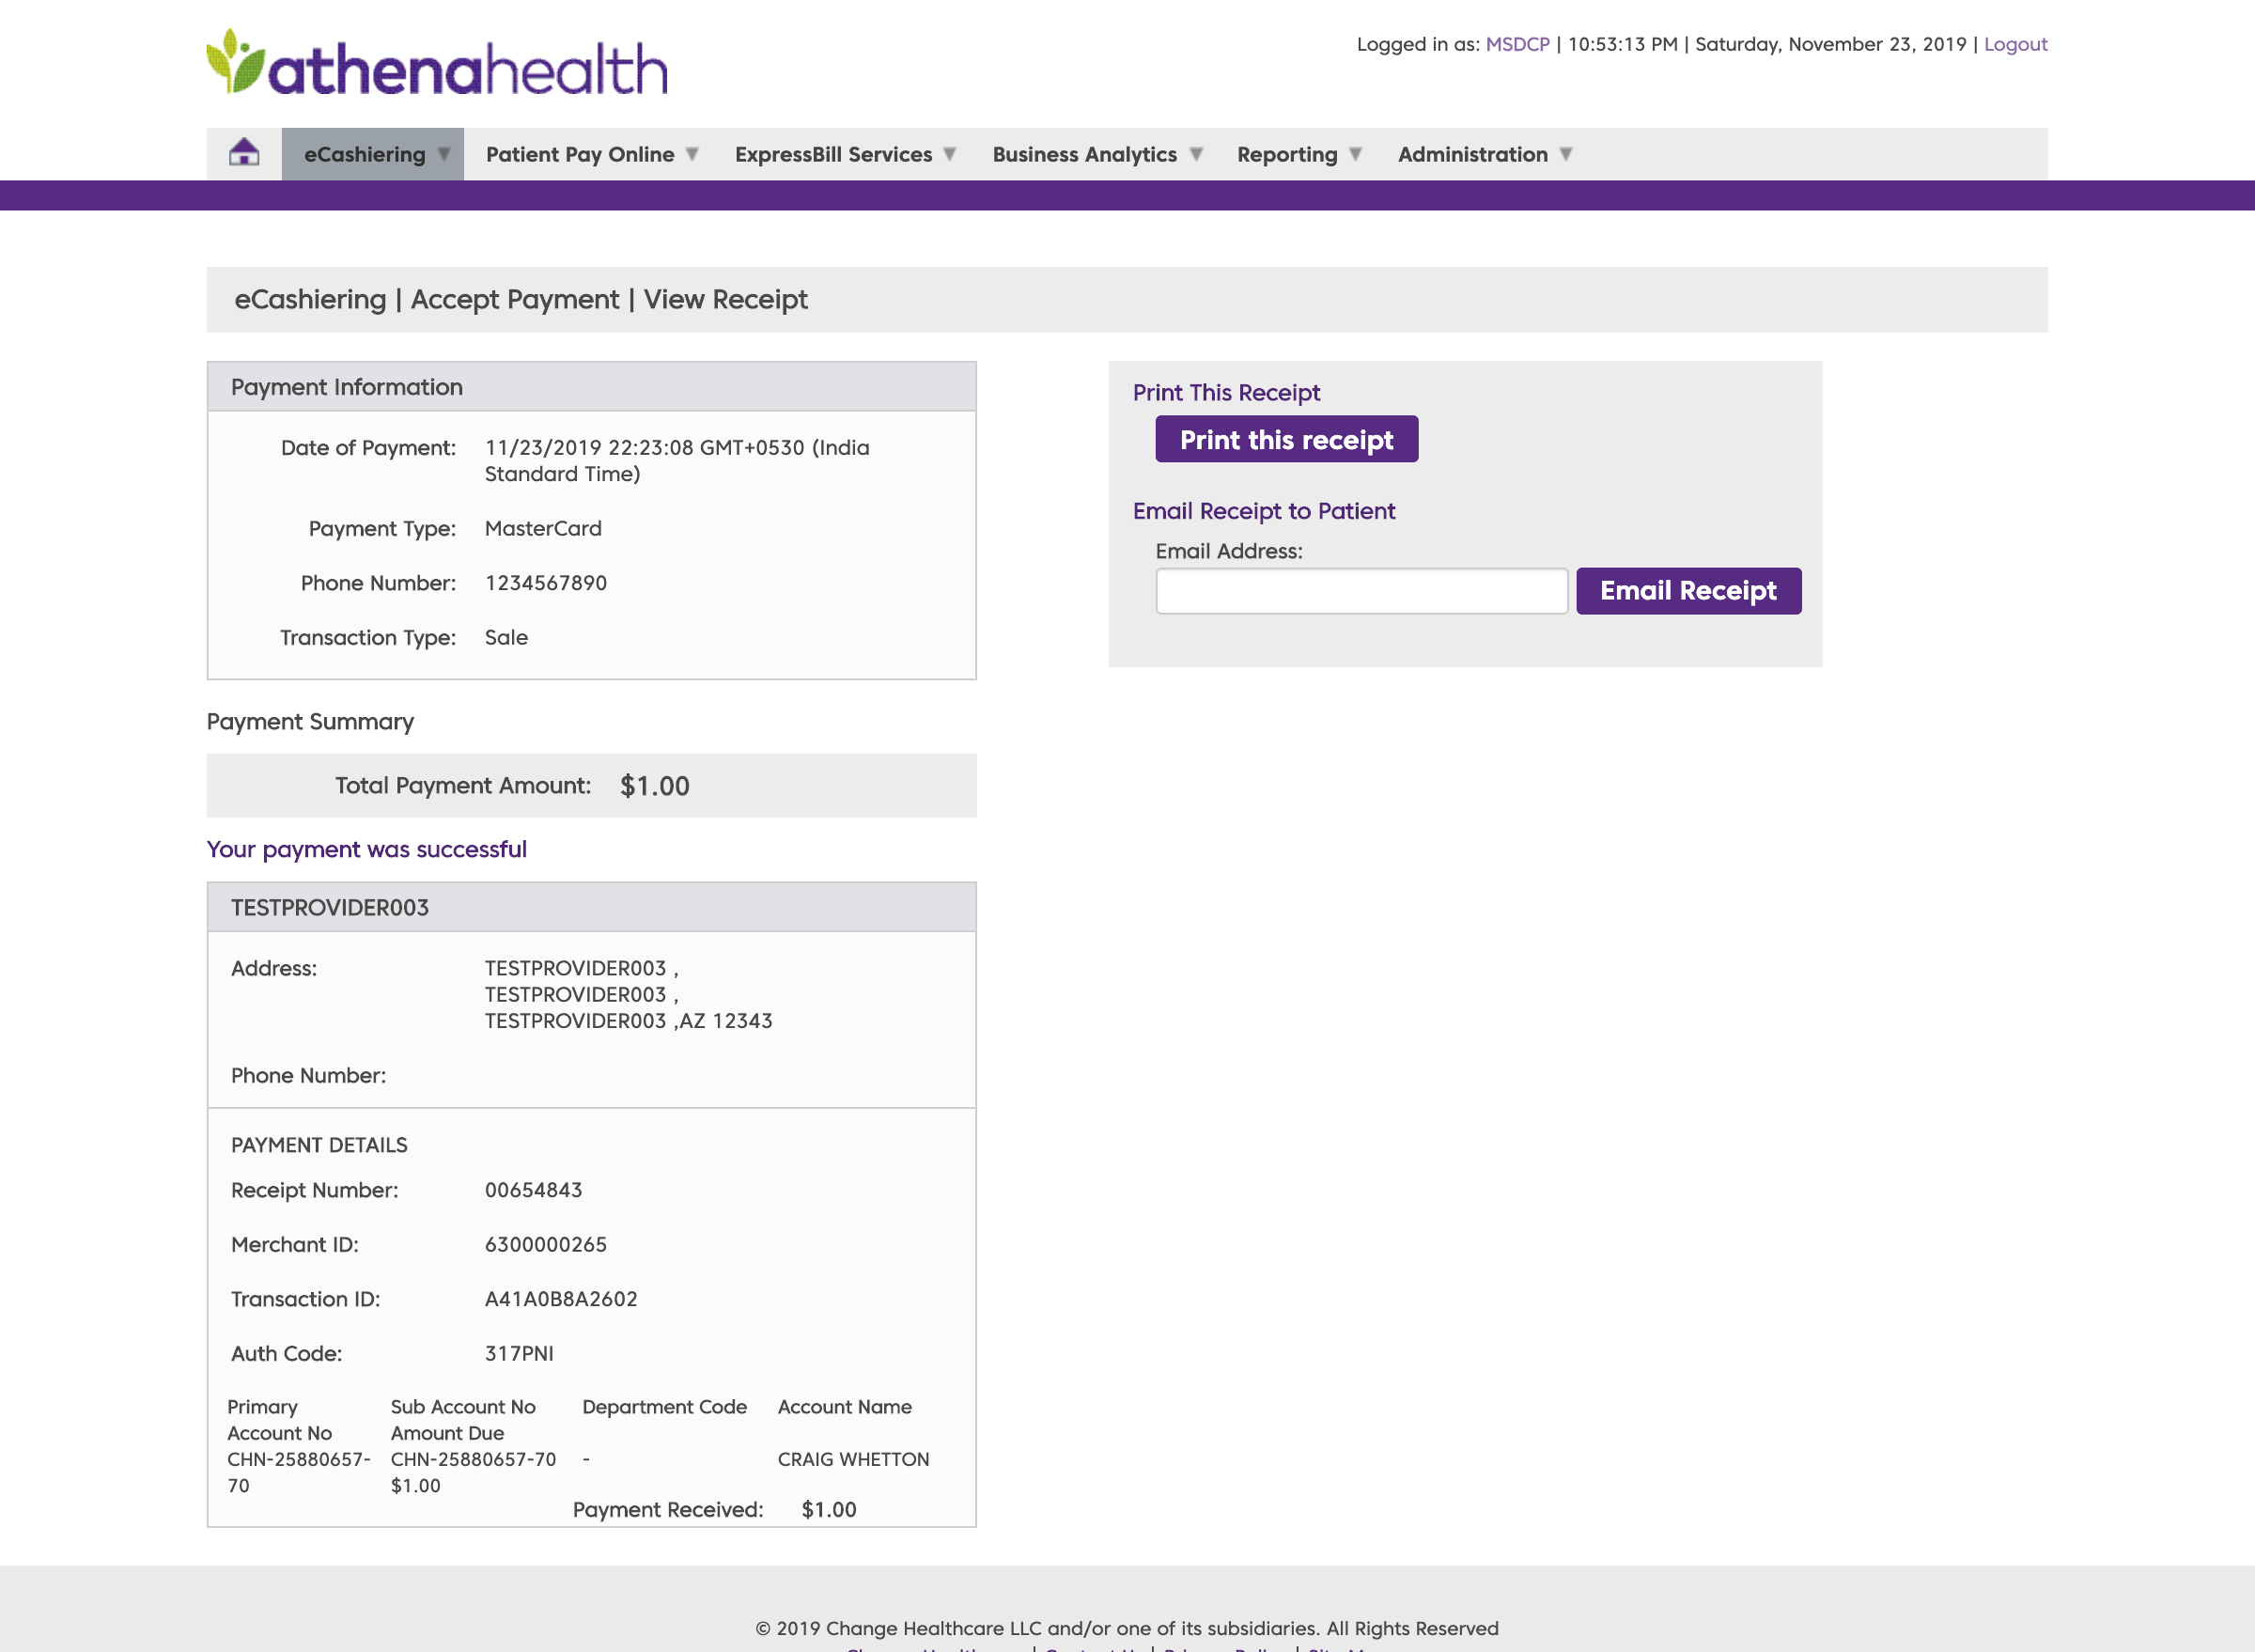 athenahealth
Logged in as: MSDCP | 10:53:13 PM | Saturday, November 23, 2019 | Logout
eCashiering ▼ Patient Pay Online ▼ ExpressBill Services ▼ Business Analytics ▼ Reporting ▼ Administration ▼
eCashiering | Accept Payment | View Receipt
Payment Information
Date of Payment: 11/23/2019 22:23:08 GMT+0530 (India
Standard Time)
Payment Type: MasterCard
Phone Number: 1234567890
Transaction Type: Sale
Print This Receipt
Print this receipt
Email Receipt to Patient
Email Address:
Email Receipt
Payment Summary
Total Payment Amount: $1.00
Your payment was successful
TESTPROVIDER003
Address: TESTPROVIDER003 ,
TESTPROVIDER003 ,
TESTPROVIDER003 ,AZ 12343
Phone Number:
PAYMENT DETAILS
Receipt Number: 00654843
Merchant ID: 6300000265
Transaction ID: A41A0B8A2602
Auth Code: 317PNI
Primary Sub Account No Department Code Account Name
Account No Amount Due
CHN-25880657- CHN-25880657-70 - CRAIG WHETTON
70 $1.00
Payment Received: $1.00
© 2019 Change Healthcare LLC and/or one of its subsidiaries. All Rights Reserved